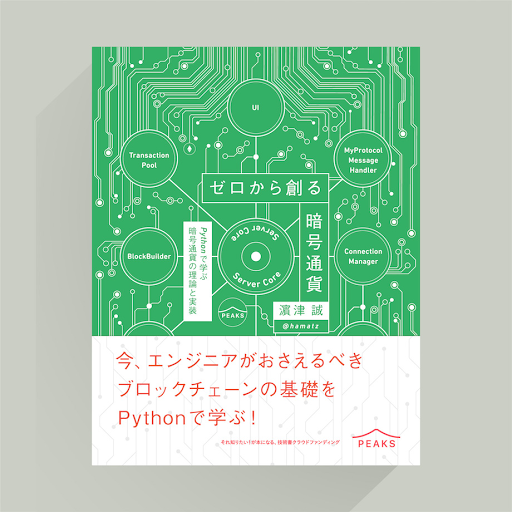 UI
Transaction
Pool
MyProtocol
Message
Handler
ゼロから創る
暗号通貨
Server Core
Server Core
BlockBuilder
Connection
Manager
Pythonで学ぶ
暗号通貨の理論と実装
PEAKS
濵津 誠
@hamatz
今、エンジニアがおさえるべき
ブロックチェーンの基礎を
Pythonで学ぶ！
それ知りたい！が本になる。技術書クラウドファンディング
PEAKS